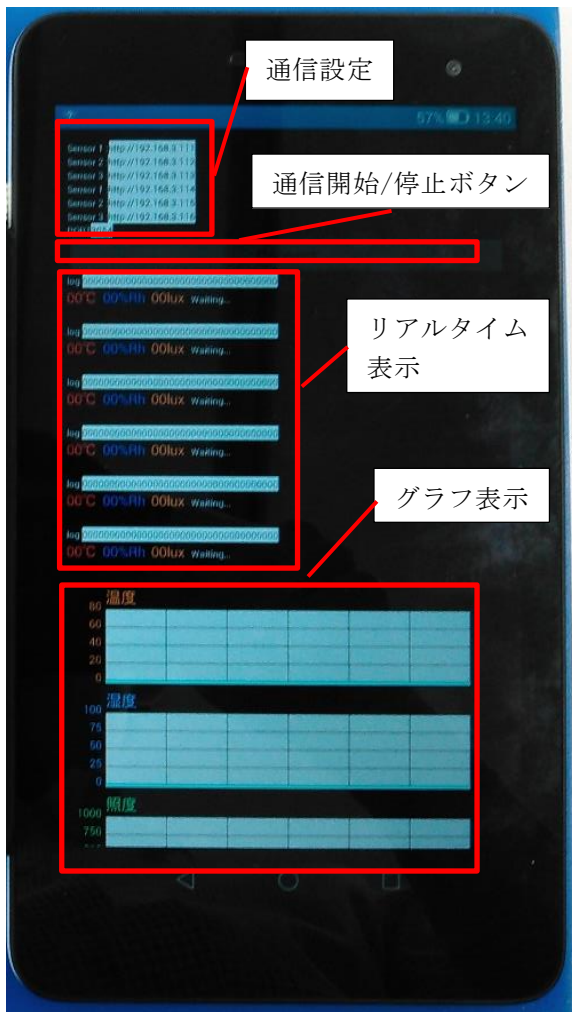 通信設定
57% 13:40
Sensor 1 http://192.168.3.111
Sensor 2 http://192.168.3.112
Sensor 3 http://192.168.3.113
Sensor 1 http://192.168.3.114
Sensor 2 http://192.168.3.115
Sensor 3 http://192.168.3.116
通信開始/停止ボタン
log
00℃ 00%Rh 00lux Waiting...
リアルタイム
表示
log
00℃ 00%Rh 00lux Waiting...
log
00℃ 00%Rh 00lux Waiting...
log
00℃ 00%Rh 00lux Waiting...
log
00℃ 00%Rh 00lux Waiting...
log
00℃ 00%Rh 00lux Waiting...
グラフ表示
温度
80
60
40
20
0
湿度
100
75
50
25
0
照度
1000
750